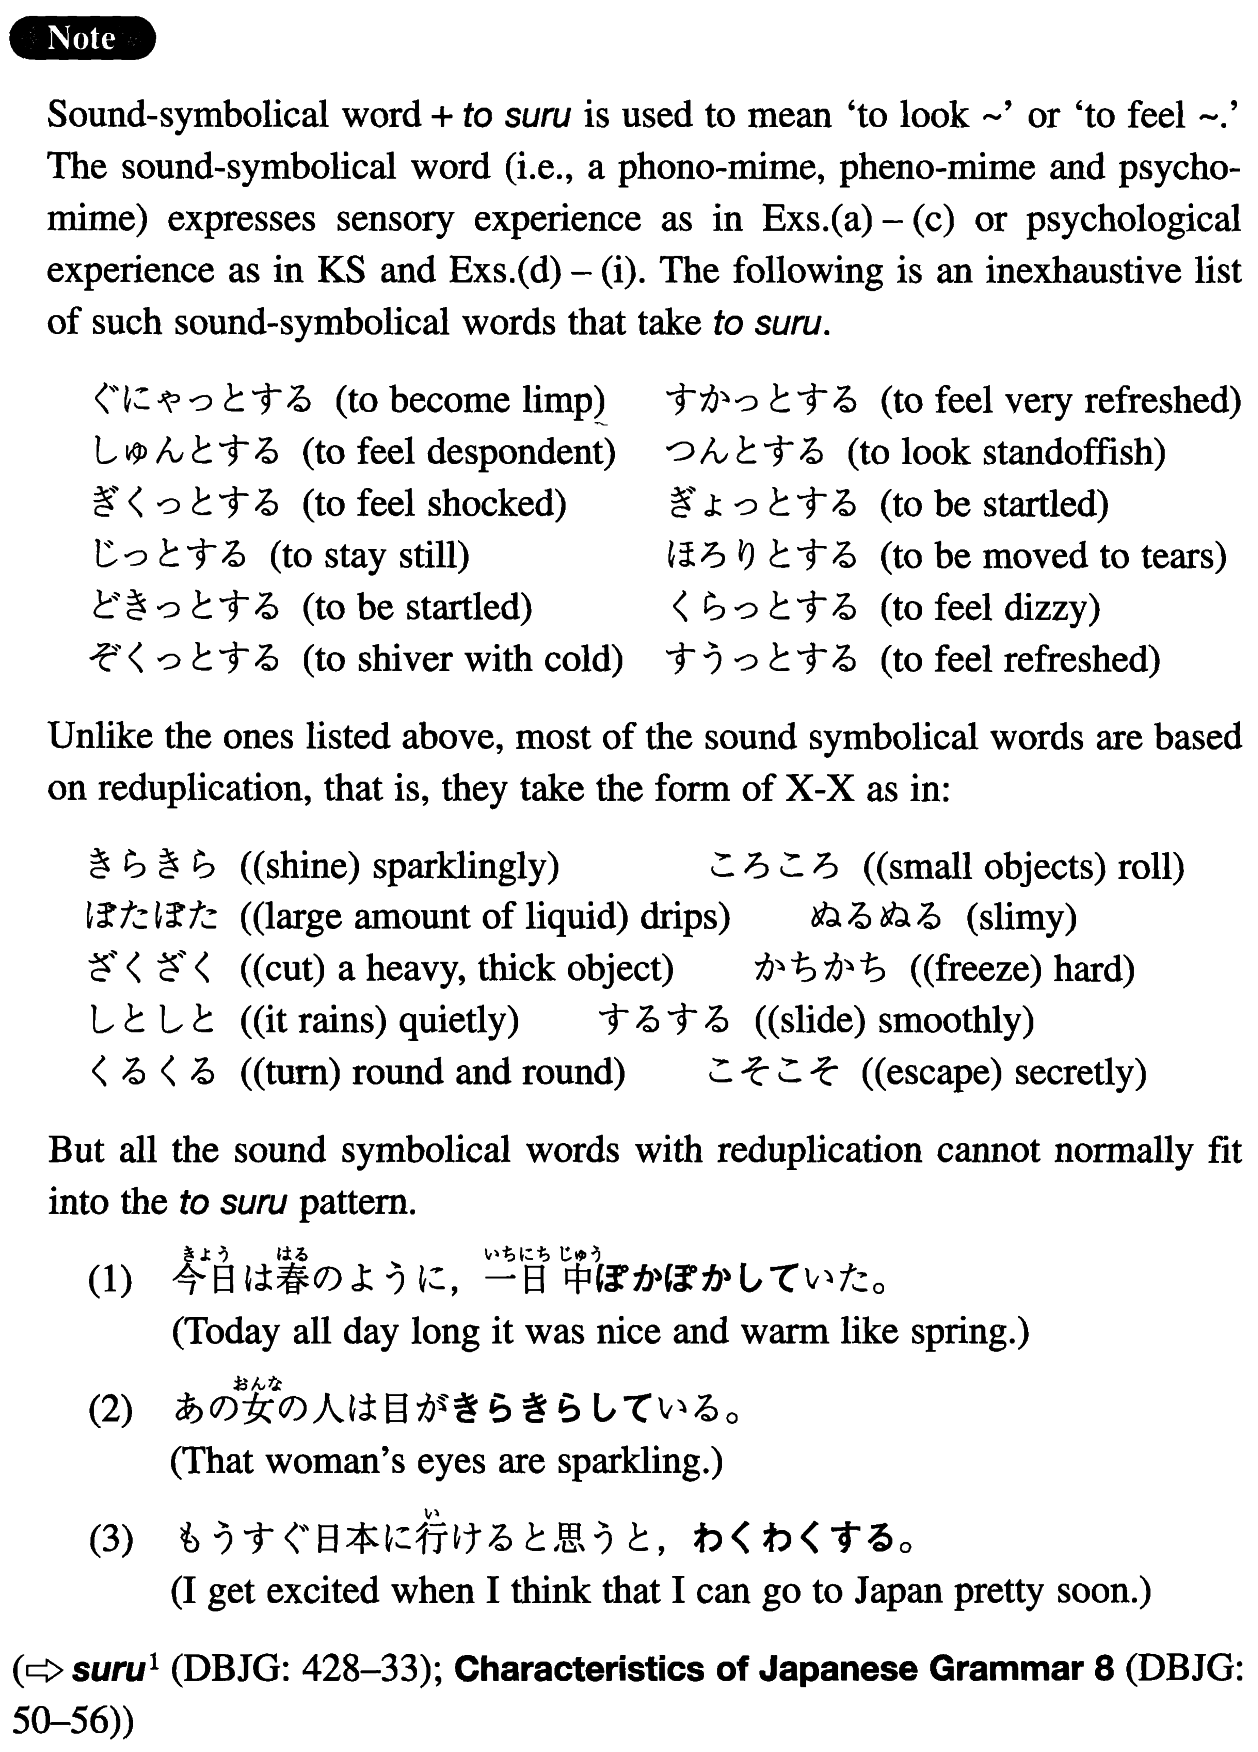 Note
Sound-symbolical word + to suru is used to mean ‘to look ~’ or ‘to feel ~.’
The sound-symbolical word (i.e., a phono-mime, pheno-mime and psycho-
mime) expresses sensory experience as in Exs.(a) – (c) or psychological
experience as in KS and Exs.(d) – (i). The following is an inexhaustive list
of such sound-symbolical words that take to suru.
ぐにゃっとする (to become limp) すかっとする (to feel very refreshed)
しゅんとする (to feel despondent) つんとする (to look standoffish)
ぎくっとする (to feel shocked) ぎょっとする (to be startled)
じっとする (to stay still) ほろりとする (to be moved to tears)
どきっとする (to be startled) くらっとする (to feel dizzy)
ぞくっとする (to shiver with cold) すうっとする (to feel refreshed)
Unlike the ones listed above, most of the sound symbolical words are based
on reduplication, that is, they take the form of X-X as in:
きらきら ((shine) sparklingly) ころころ ((small objects) roll)
ぽたぽた ((large amount of liquid) drips) ぬるぬる (slimy)
ざくざく ((cut) a heavy, thick object) かちかち ((freeze) hard)
しとしと ((it rains) quietly) するする ((slide) smoothly)
くるくる ((turn) round and round) こそこそ ((escape) secretly)
But all the sound symbolical words with reduplication cannot normally fit
into the to suru pattern.
きょう はる いちにち じゅう
(1) 今日は春のように，一日中ぽかぽかしていた。
(Today all day long it was nice and warm like spring.)
おんな
(2) あの女の人は目がきらきらしている。
(That woman’s eyes are sparkling.)
い
(3) もうすぐ日本に行けると思うと，わくわくする。
(I get excited when I think that I can go to Japan pretty soon.)
(⇨ suru¹ (DBJG: 428–33); Characteristics of Japanese Grammar 8 (DBJG:
50–56))